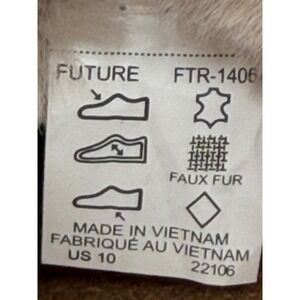 FUTURE FTR-1406
FAUX FUR
MADE IN VIETNAM
FABRIQUÉ AU VIETNAM
US 10 22106